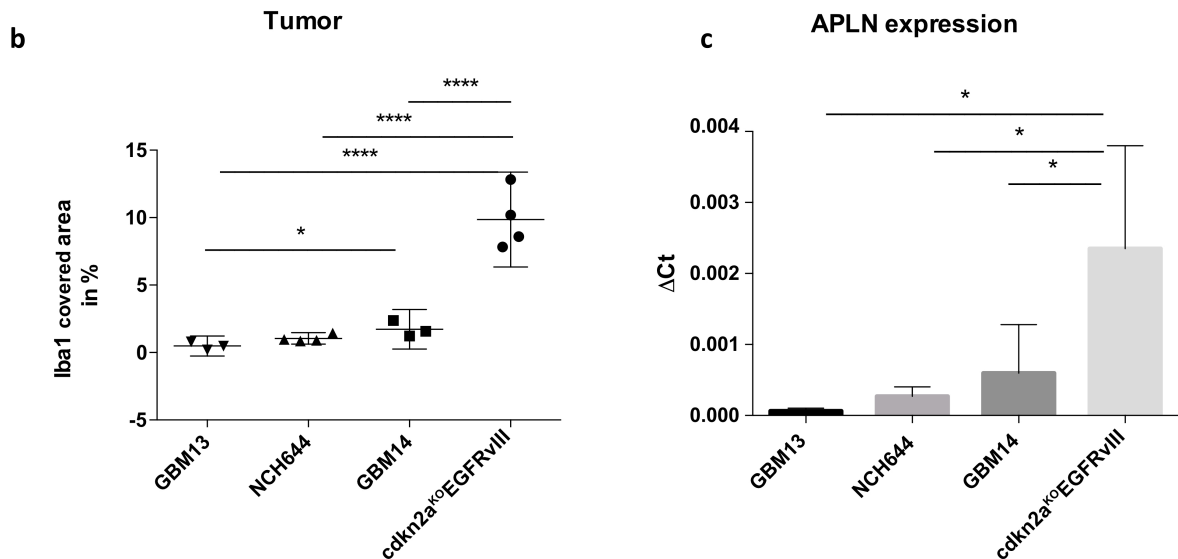 b
Tumor
****
****
****
*
15
10
5
0
-5
Iba1 covered area
in %
GBM13
NCH644
GBM14
cdkn2aᴷᴼEGFRvIII
c
APLN expression
*
*
*
0.004
0.003
0.002
0.001
0.000
ΔCt
GBM13
NCH644
GBM14
cdkn2aᴷᴼEGFRvIII